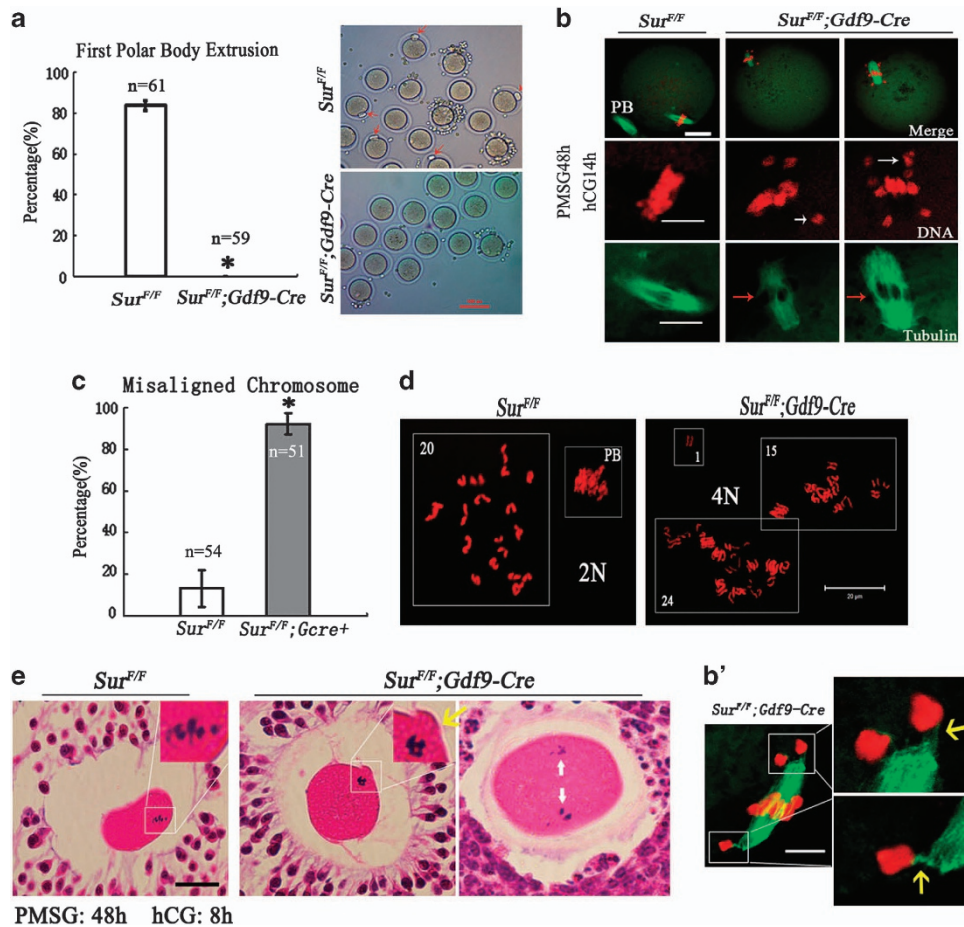 a
First Polar Body Extrusion
100
80
60
40
20
0
Percentage(%)
n=61
n=59
*
Sur^F/F
Sur^F/F;Gdf9-Cre
Sur^F/F
Sur^F/F;Gdf9-Cre
b
Sur^F/F
Sur^F/F;Gdf9-Cre
PMSG48h
hCG14h
PB
Merge
DNA
Tubulin
c
Misaligned Chromosome
100
80
60
40
20
0
Percentage(%)
n=54
*
n=51
Sur^F/F
Sur^F/F;Gcre+
d
Sur^F/F
Sur^F/F;Gdf9-Cre
20
PB
2N
1
15
4N
24
20 µm
e
Sur^F/F
Sur^F/F;Gdf9-Cre
PMSG: 48h hCG: 8h
b'
Sur^F/F;Gdf9-Cre